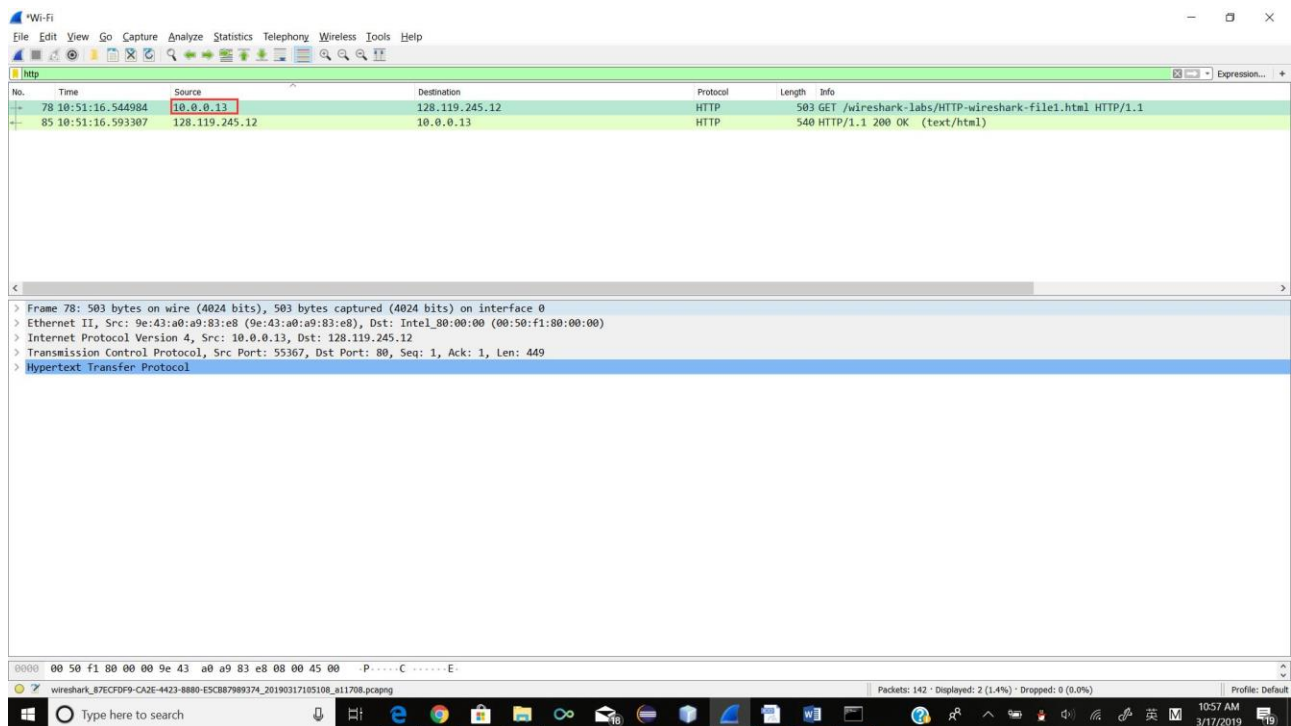 *Wi-Fi
File Edit View Go Capture Analyze Statistics Telephony Wireless Tools Help
http Expression... +
No. Time Source Destination Protocol Length Info
78 10:51:16.544984 10.0.0.13 128.119.245.12 HTTP 503 GET /wireshark-labs/HTTP-wireshark-file1.html HTTP/1.1
85 10:51:16.593307 128.119.245.12 10.0.0.13 HTTP 540 HTTP/1.1 200 OK (text/html)
> Frame 78: 503 bytes on wire (4024 bits), 503 bytes captured (4024 bits) on interface 0
> Ethernet II, Src: 9e:43:a0:a9:83:e8 (9e:43:a0:a9:83:e8), Dst: Intel_80:00:00 (00:50:f1:80:00:00)
> Internet Protocol Version 4, Src: 10.0.0.13, Dst: 128.119.245.12
> Transmission Control Protocol, Src Port: 55367, Dst Port: 80, Seq: 1, Ack: 1, Len: 449
> Hypertext Transfer Protocol
0000 00 50 f1 80 00 00 9e 43 a0 a9 83 e8 08 00 45 00 ·P·····C ······E·
wireshark_87ECFDF9-CA2E-4423-8880-E5CB87989374_20190317105108_a11708.pcapng Packets: 142 · Displayed: 2 (1.4%) · Dropped: 0 (0.0%) Profile: Default
Type here to search 18 英 M 10:57 AM
3/17/2019 19